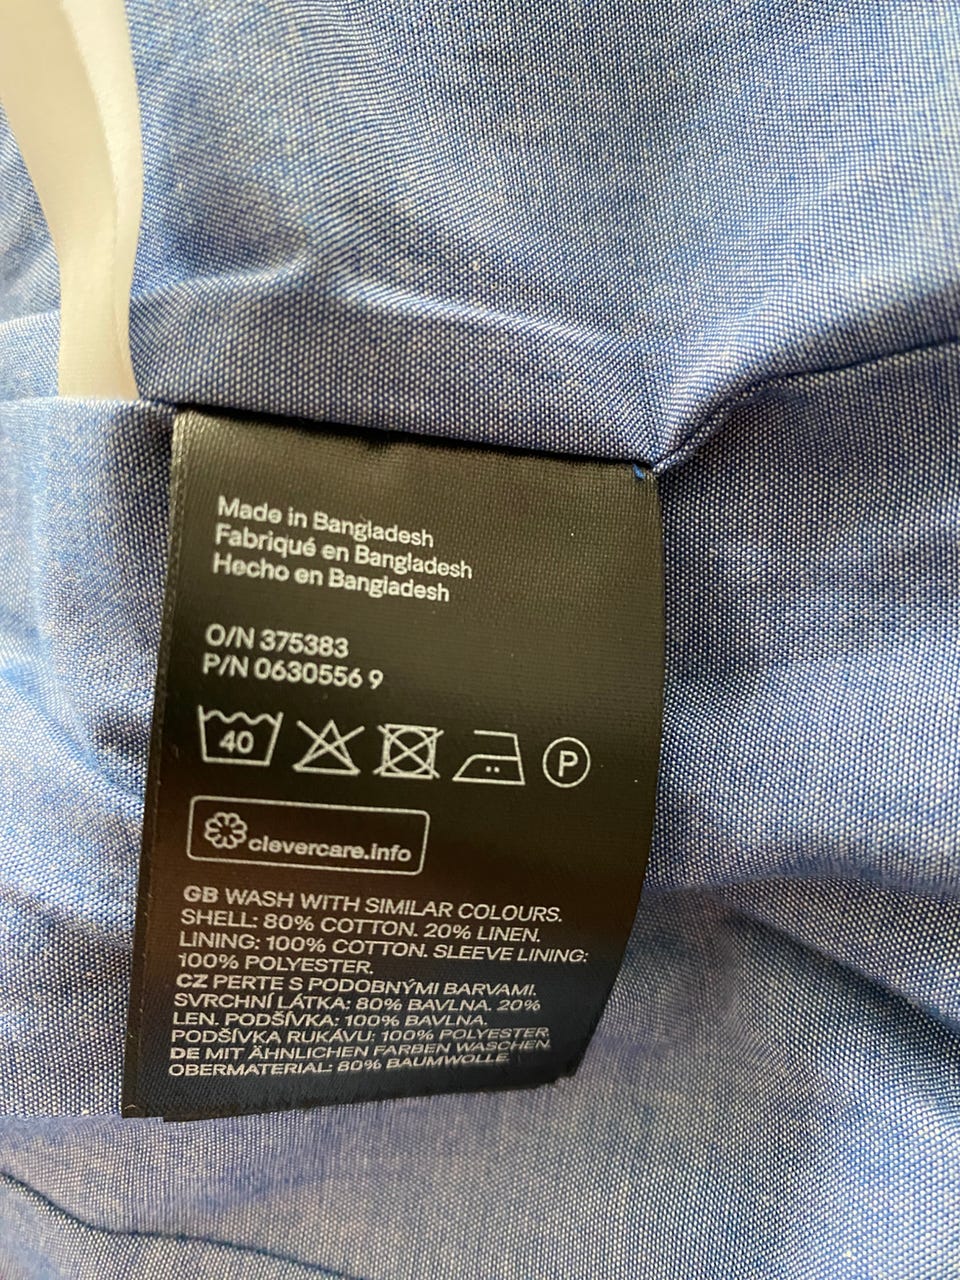 Made in Bangladesh
Fabriqué en Bangladesh
Hecho en Bangladesh
O/N 375383
P/N 0630556 9
40 P
clevercare.info
GB WASH WITH SIMILAR COLOURS.
SHELL: 80% COTTON. 20% LINEN.
LINING: 100% COTTON. SLEEVE LINING:
100% POLYESTER.
CZ PERTE S PODOBNÝMI BARVAMI.
SVRCHNÍ LÁTKA: 80% BAVLNA. 20%
LEN. PODŠÍVKA: 100% BAVLNA.
PODŠÍVKA RUKÁVU: 100% POLYESTER.
DE MIT ÄHNLICHEN FARBEN WASCHEN.
OBERMATERIAL: 80% BAUMWOLLE.